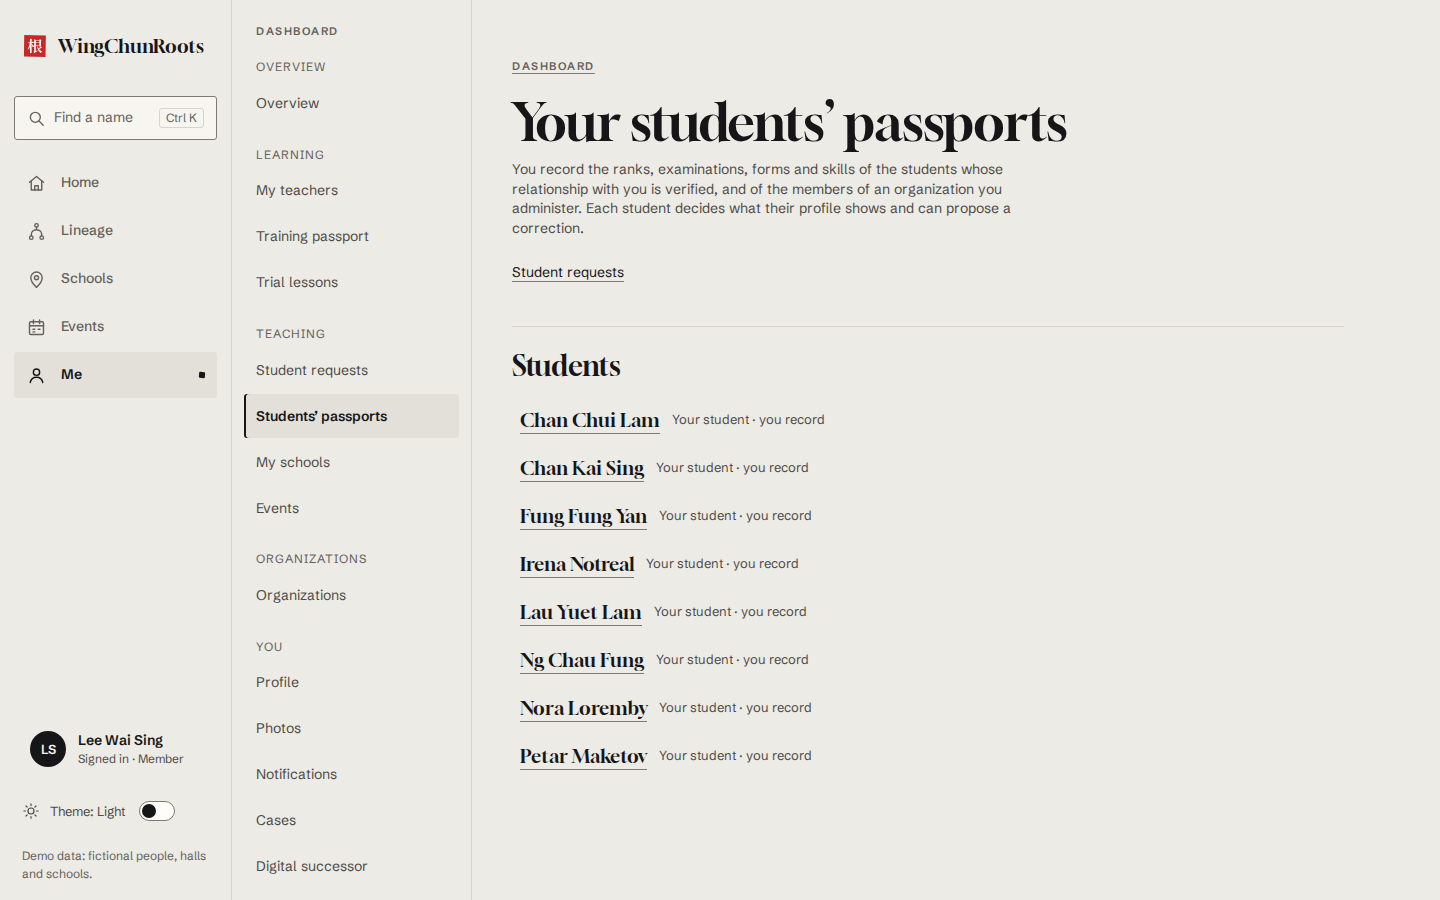 根 WingChunRoots
Find a name Ctrl K
Home
Lineage
Schools
Events
Me
LS
Lee Wai Sing
Signed in · Member
Theme: Light
Demo data: fictional people, halls
and schools.
DASHBOARD
OVERVIEW
Overview
LEARNING
My teachers
Training passport
Trial lessons
TEACHING
Student requests
Students’ passports
My schools
Events
ORGANIZATIONS
Organizations
YOU
Profile
Photos
Notifications
Cases
Digital successor
DASHBOARD
Your students’ passports
You record the ranks, examinations, forms and skills of the students whose
relationship with you is verified, and of the members of an organization you
administer. Each student decides what their profile shows and can propose a
correction.
Student requests
Students
Chan Chui Lam Your student · you record
Chan Kai Sing Your student · you record
Fung Fung Yan Your student · you record
Irena Notreal Your student · you record
Lau Yuet Lam Your student · you record
Ng Chau Fung Your student · you record
Nora Loremby Your student · you record
Petar Maketov Your student · you record